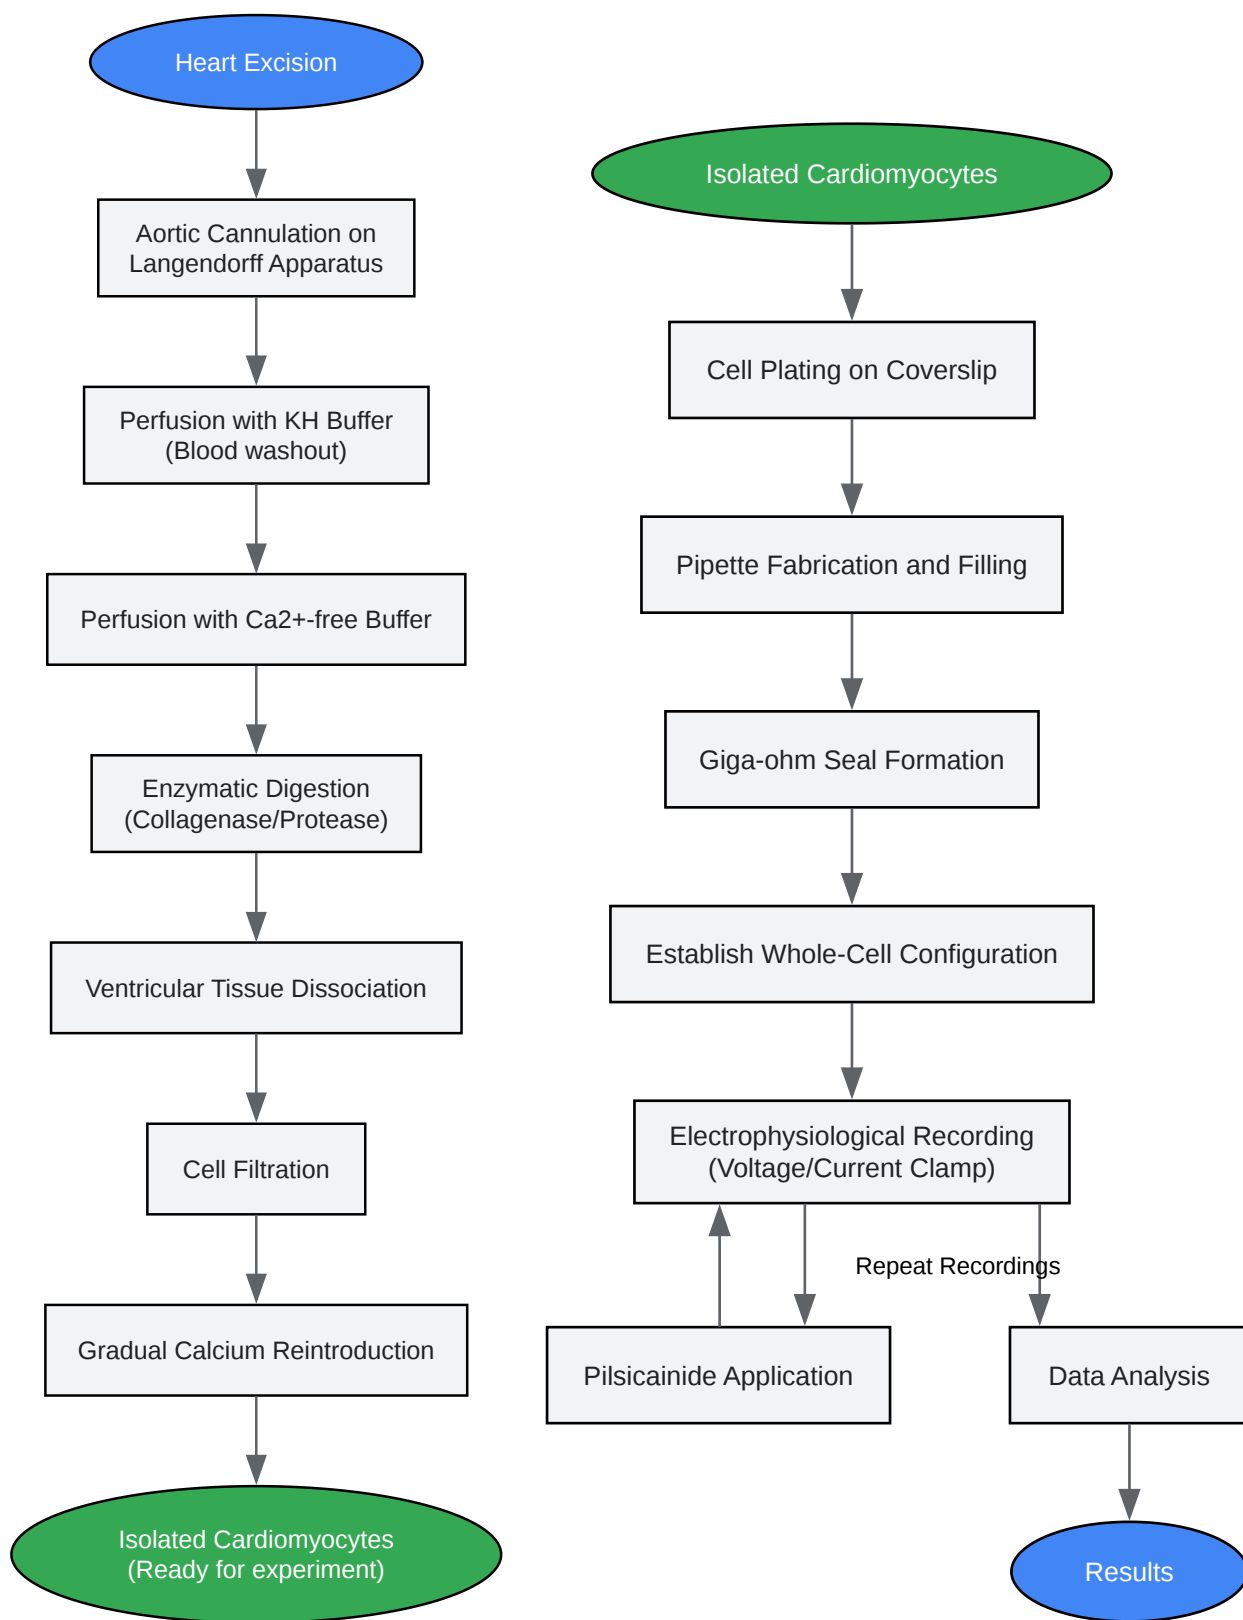 Heart Excision
Aortic Cannulation on
Langendorff Apparatus
Perfusion with KH Buffer
(Blood washout)
Perfusion with Ca2+-free Buffer
Enzymatic Digestion
(Collagenase/Protease)
Ventricular Tissue Dissociation
Cell Filtration
Gradual Calcium Reintroduction
Isolated Cardiomyocytes
(Ready for experiment)
Isolated Cardiomyocytes
Cell Plating on Coverslip
Pipette Fabrication and Filling
Giga-ohm Seal Formation
Establish Whole-Cell Configuration
Electrophysiological Recording
(Voltage/Current Clamp)
Repeat Recordings
Pilsicainide Application
Data Analysis
Results